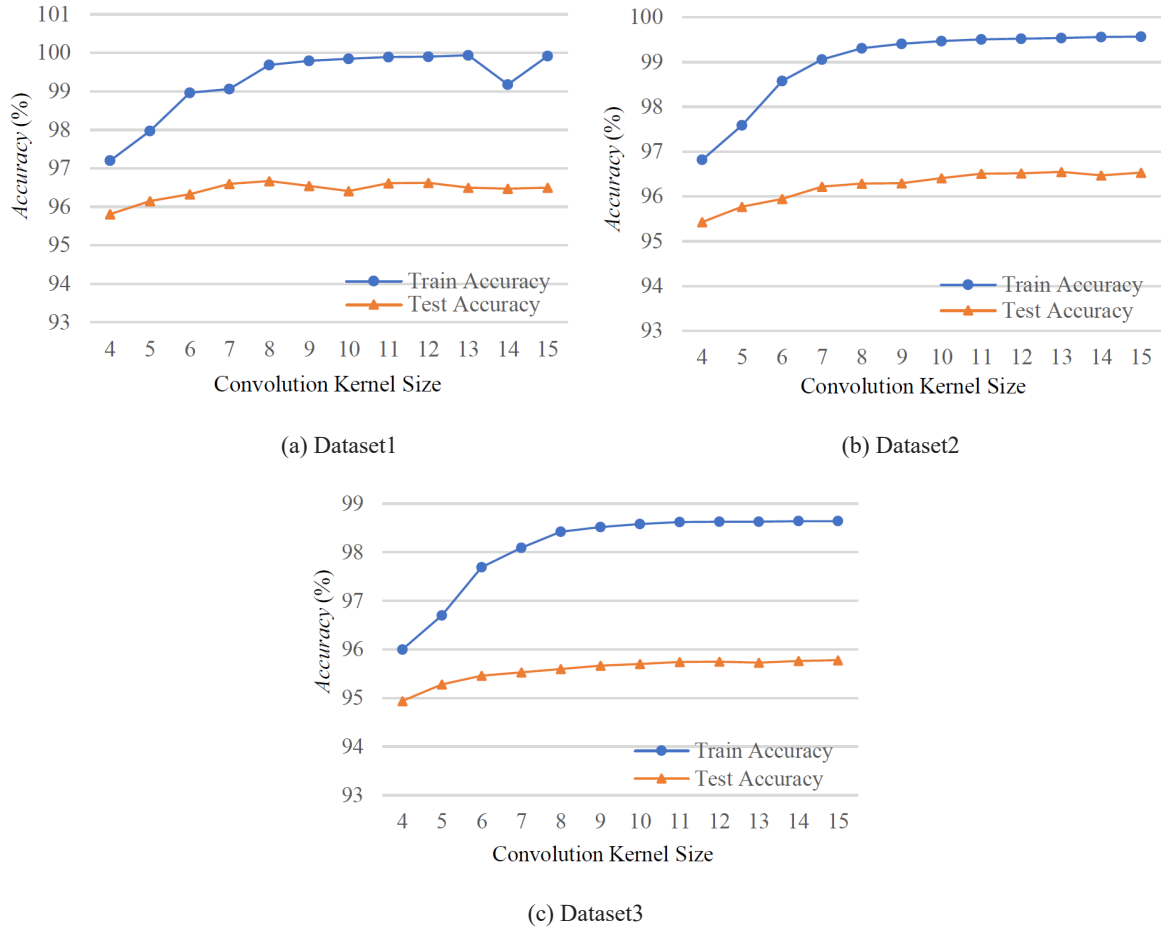 101
100
99
98
97
96
95
94
93
Accuracy (%)
Train Accuracy
Test Accuracy
4 5 6 7 8 9 10 11 12 13 14 15
Convolution Kernel Size
(a) Dataset1
100
99
98
97
96
95
94
93
Accuracy (%)
Train Accuracy
Test Accuracy
4 5 6 7 8 9 10 11 12 13 14 15
Convolution Kernel Size
(b) Dataset2
99
98
97
96
95
94
93
Accuracy (%)
Train Accuracy
Test Accuracy
4 5 6 7 8 9 10 11 12 13 14 15
Convolution Kernel Size
(c) Dataset3